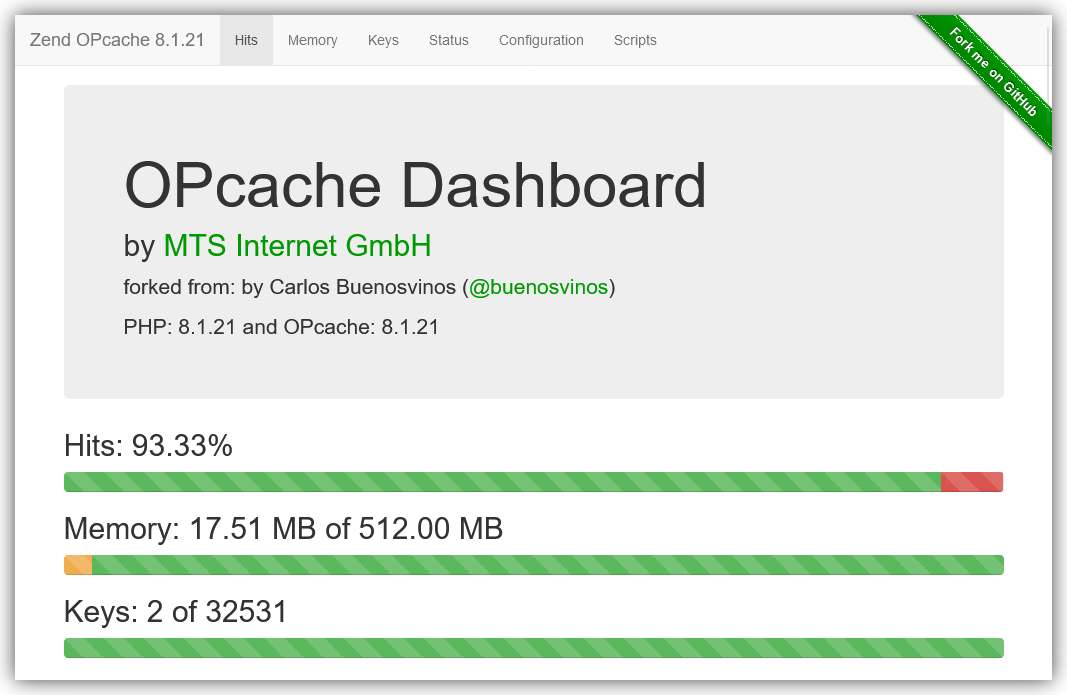 Zend OPcache 8.1.21 Hits Memory Keys Status Configuration Scripts
Fork me on GitHub
OPcache Dashboard
by MTS Internet GmbH
forked from: by Carlos Buenosvinos (@buenosvinos)
PHP: 8.1.21 and OPcache: 8.1.21
Hits: 93.33%
Memory: 17.51 MB of 512.00 MB
Keys: 2 of 32531